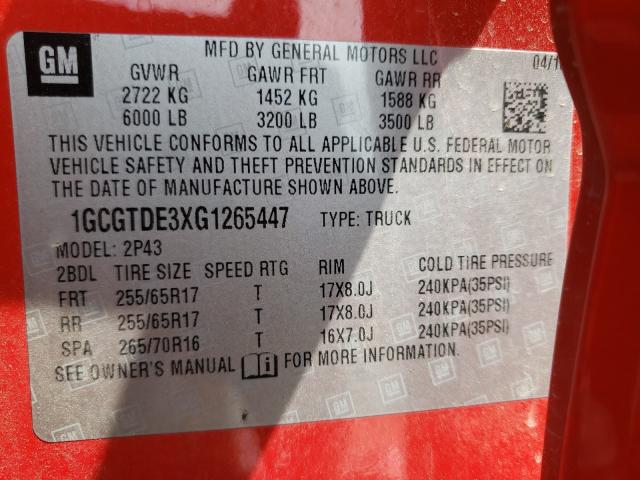 GM
MFD BY GENERAL MOTORS LLC
04/1
GVWR GAWR FRT GAWR RR
2722 KG 1452 KG 1588 KG
6000 LB 3200 LB 3500 LB
THIS VEHICLE CONFORMS TO ALL APPLICABLE U.S. FEDERAL MOTOR
VEHICLE SAFETY AND THEFT PREVENTION STANDARDS IN EFFECT ON
THE DATE OF MANUFACTURE SHOWN ABOVE.
1GCGTDE3XG1265447 TYPE: TRUCK
MODEL: 2P43
2BDL TIRE SIZE SPEED RTG RIM COLD TIRE PRESSURE
FRT 255/65R17 T 17X8.0J 240KPA(35PSI)
RR 255/65R17 T 17X8.0J 240KPA(35PSI)
SPA 265/70R16 T 16X7.0J 240KPA(35PSI)
SEE OWNER'S MANUAL FOR MORE INFORMATION.